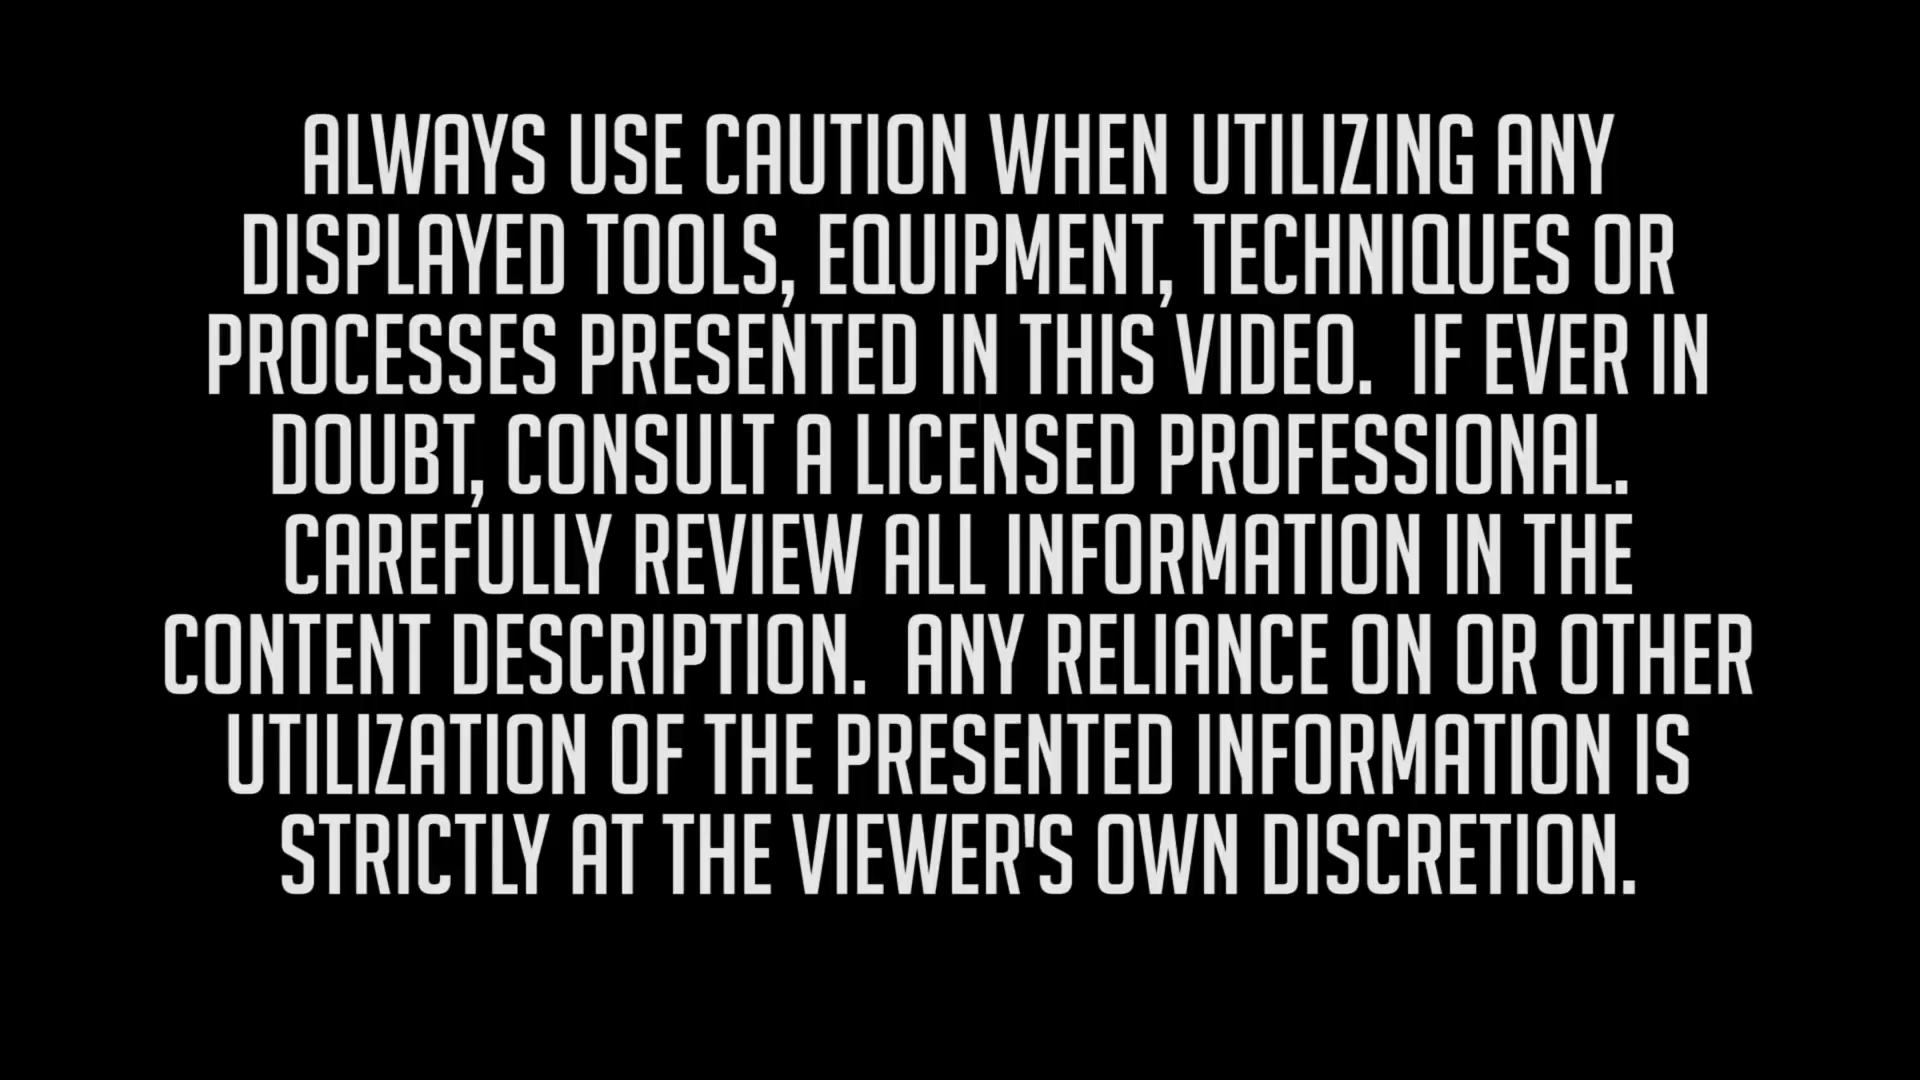 ALWAYS USE CAUTION WHEN UTILIZING ANY
DISPLAYED TOOLS, EQUIPMENT, TECHNIQUES OR
PROCESSES PRESENTED IN THIS VIDEO.  IF EVER IN
DOUBT, CONSULT A LICENSED PROFESSIONAL.
CAREFULLY REVIEW ALL INFORMATION IN THE
CONTENT DESCRIPTION.  ANY RELIANCE ON OR OTHER
UTILIZATION OF THE PRESENTED INFORMATION IS
STRICTLY AT THE VIEWER'S OWN DISCRETION.